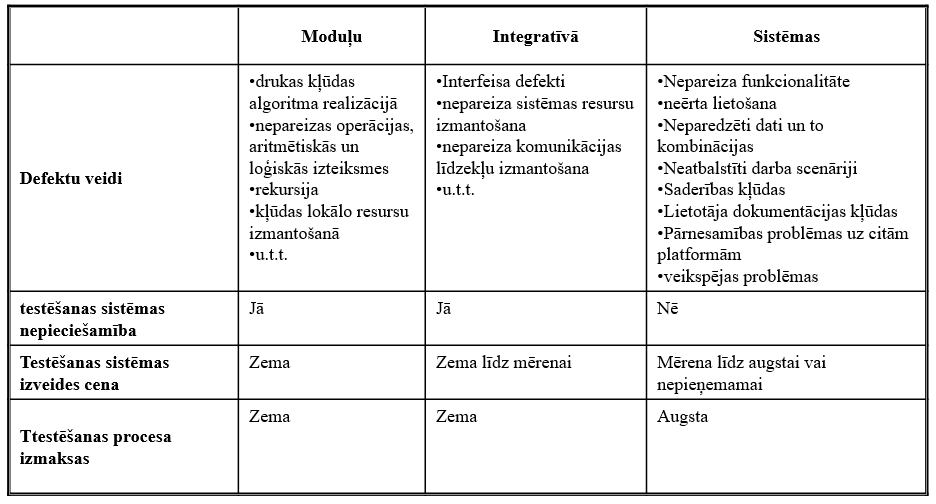 Moduļu
Integratīvā
Sistēmas
Defektu veidi
•drukas kļūdas
algoritma realizācijā
•nepareizas operācijas,
aritmētiskās un
loģiskās izteiksmes
•rekursija
•kļūdas lokālo resursu
izmantošanā
•u.t.t.
•Interfeisa defekti
•nepareiza sistēmas resursu
izmantošana
•nepareiza komunikācijas
līdzekļu izmantošana
•u.t.t.
•Nepareiza funkcionalitāte
•neērta lietošana
•Neparedzēti dati un to
kombinācijas
•Neatbalstīti darba scenāriji
•Saderības kļūdas
•Lietotāja dokumentācijas kļūdas
•Pārnesamības problēmas uz citām
platformām
•veikspējas problēmas
testēšanas sistēmas
nepieciešamība
Jā
Jā
Nē
Testēšanas sistēmas
izveides cena
Zema
Zema līdz mērenai
Mērena līdz augstai vai
nepieņemamai
Ttestēšanas procesa
izmaksas
Zema
Zema
Augsta